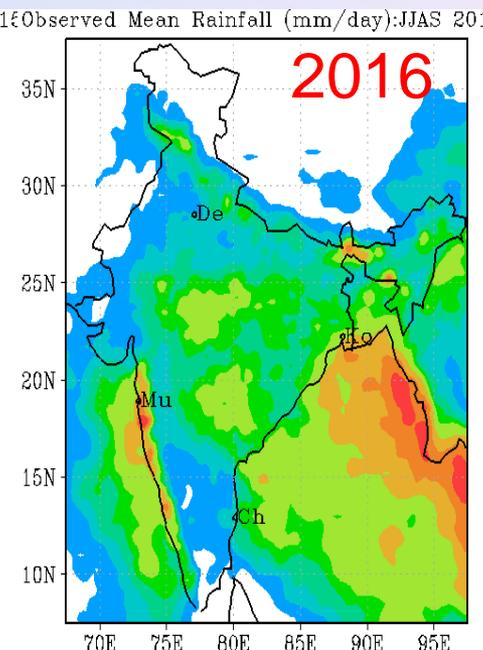 Observed Mean Rainfall (mm/day):JJAS
2016
35N
30N
De
25N
Ko
20N
Mu
15N
Ch
10N
70E 75E 80E 85E 90E 95E